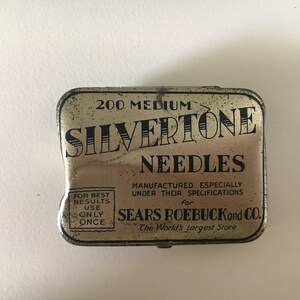 200 MEDIUM
SILVERTONE
NEEDLES
MANUFACTURED ESPECIALLY
UNDER THEIR SPECIFICATIONS
for
SEARS ROEBUCK and CO.
The World's Largest Store
FOR BEST
RESULTS
USE
ONLY
ONCE